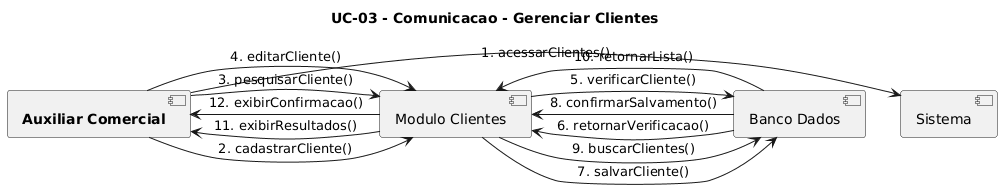 UC-03 - Comunicacao - Gerenciar Clientes
1. acessarClientes()
10. retornarLista()
4. editarCliente()
3. pesquisarCliente()
5. verificarCliente()
12. exibirConfirmacao()
8. confirmarSalvamento()
Auxiliar Comercial
Modulo Clientes
Banco Dados
Sistema
11. exibirResultados()
6. retornarVerificacao()
2. cadastrarCliente()
9. buscarClientes()
7. salvarCliente()